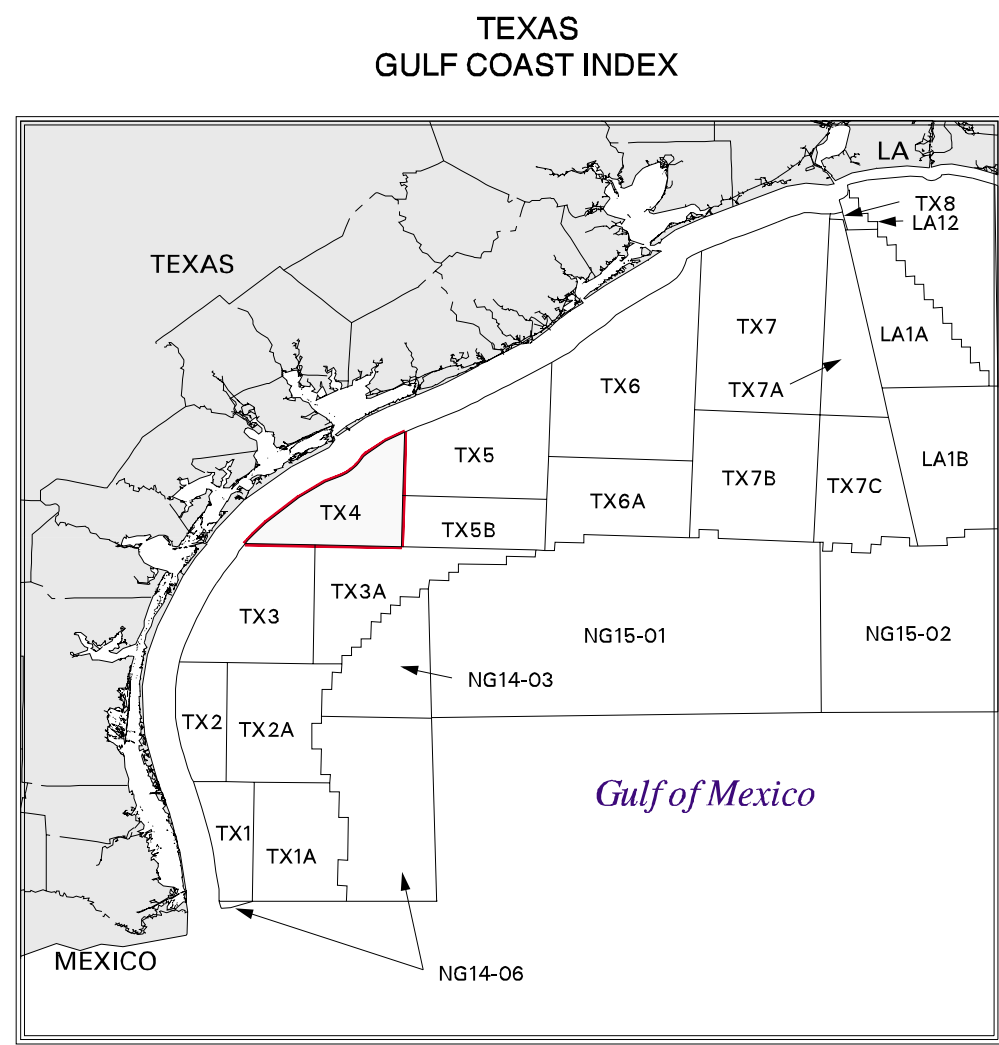 TEXAS
GULF COAST INDEX
LA
TX8
LA12
TEXAS
TX7
LA1A
TX6
TX7A
TX5
LA1B
TX7B
TX7C
TX6A
TX4
TX5B
TX3A
TX3
NG15-01
NG15-02
NG14-03
TX2
TX2A
Gulf of Mexico
TX1
TX1A
MEXICO
NG14-06